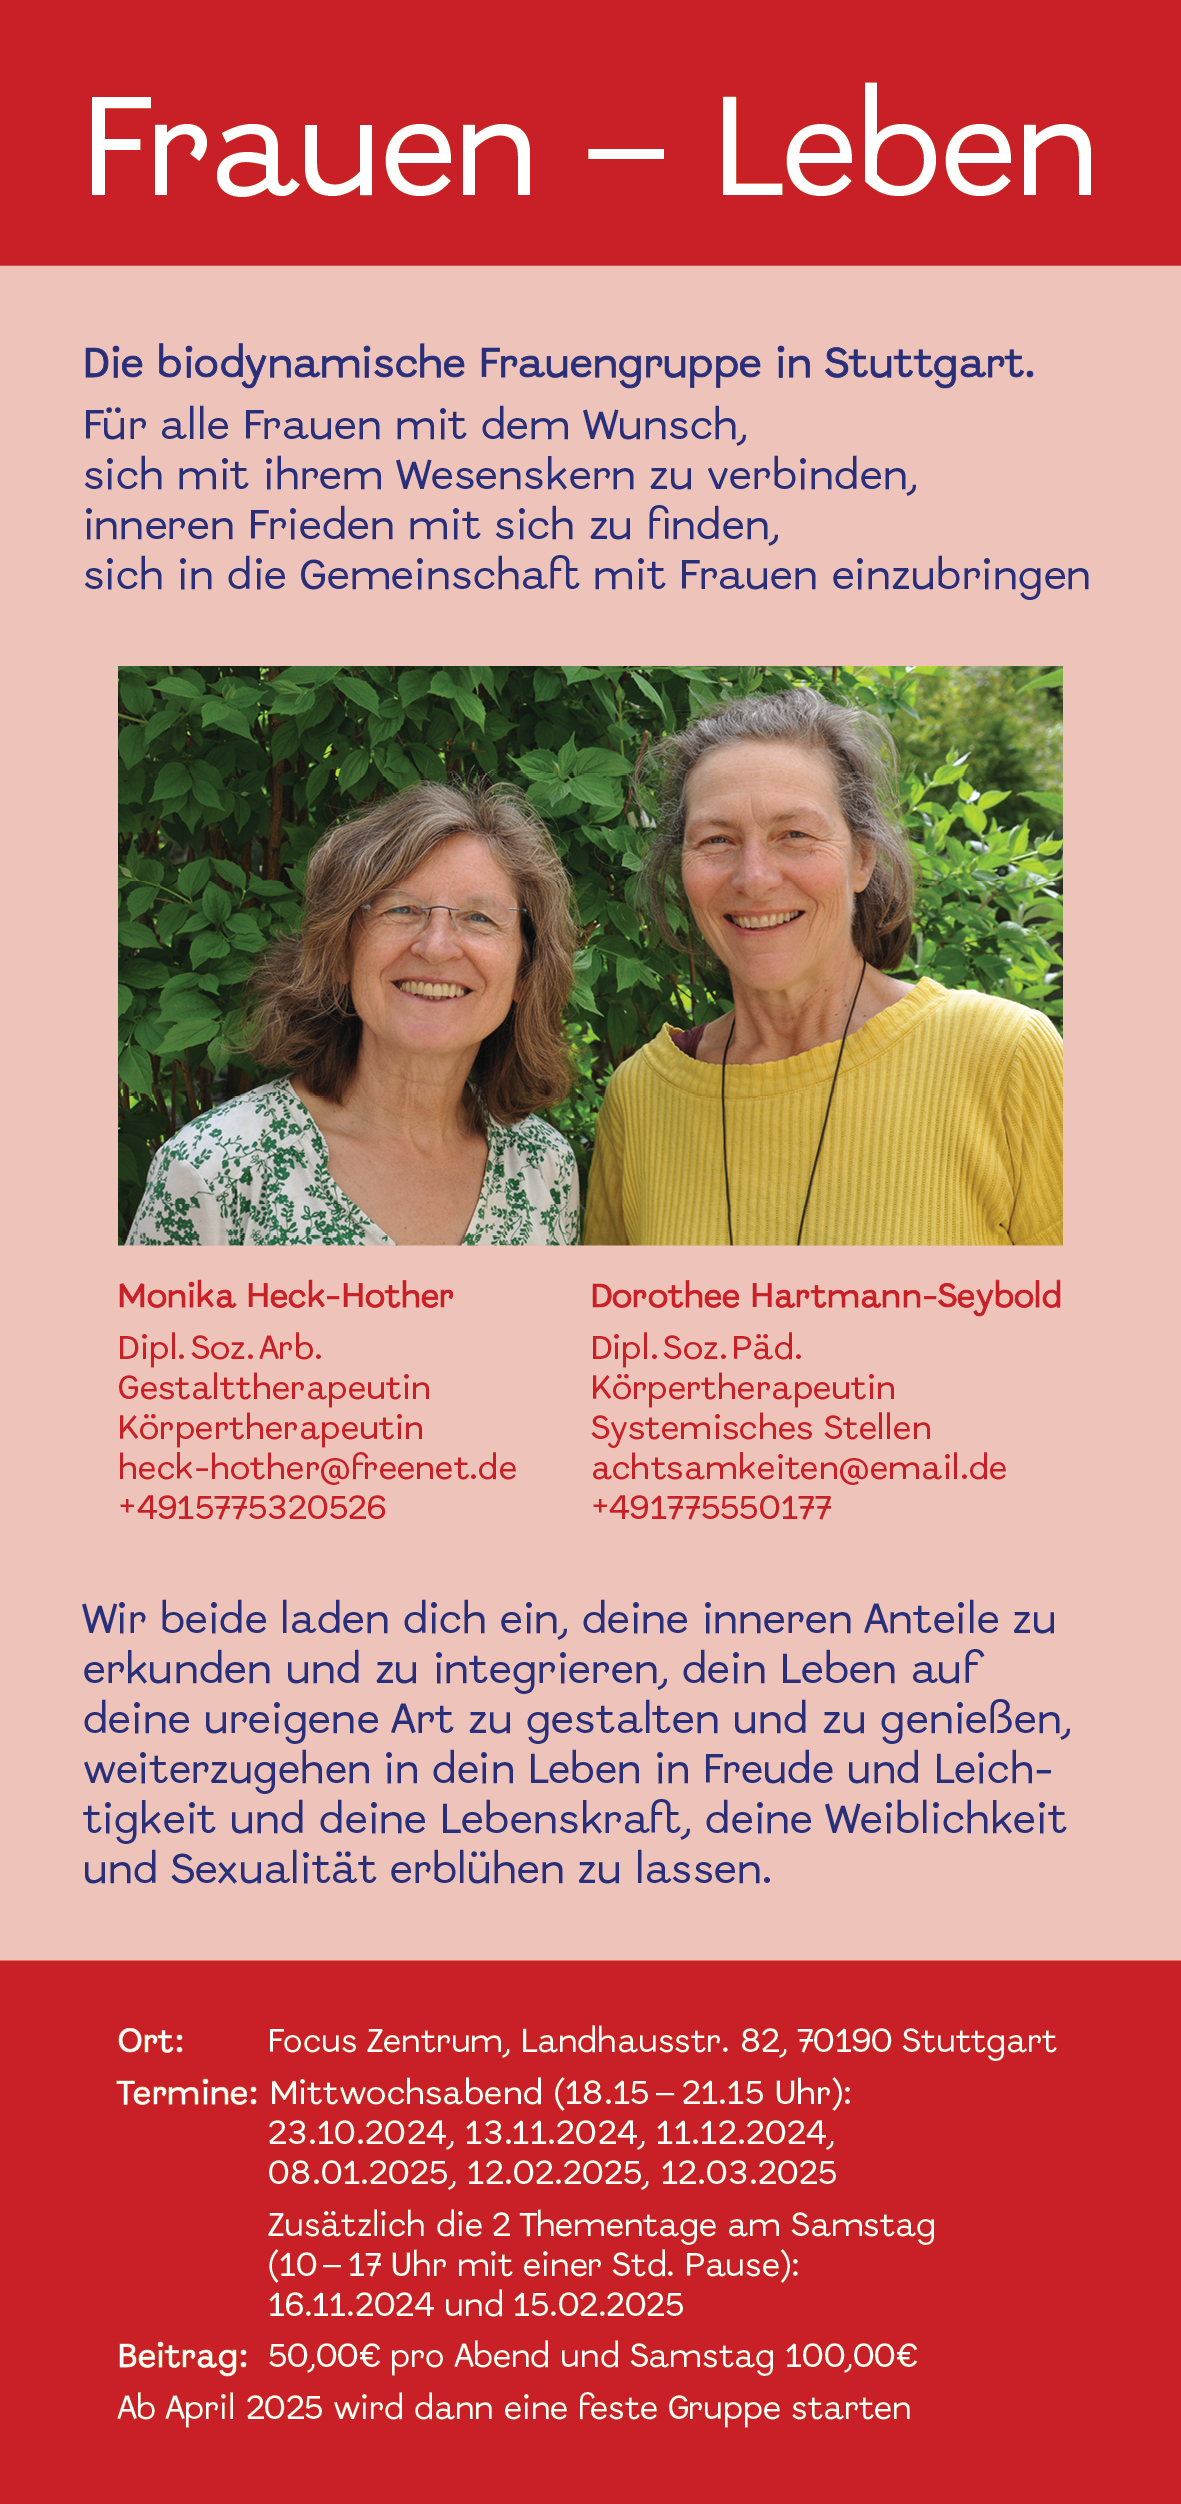 Frauen – Leben
Die biodynamische Frauengruppe in Stuttgart.
Für alle Frauen mit dem Wunsch,
sich mit ihrem Wesenskern zu verbinden,
inneren Frieden mit sich zu finden,
sich in die Gemeinschaft mit Frauen einzubringen
Monika Heck-Hother
Dipl. Soz. Arb.
Gestalttherapeutin
Körpertherapeutin
heck-hother@freenet.de
+4915775320526
Dorothee Hartmann-Seybold
Dipl. Soz. Päd.
Körpertherapeutin
Systemisches Stellen
achtsamkeiten@email.de
+491775550177
Wir beide laden dich ein, deine inneren Anteile zu
erkunden und zu integrieren, dein Leben auf
deine ureigene Art zu gestalten und zu genießen,
weiterzugehen in dein Leben in Freude und Leich-
tigkeit und deine Lebenskraft, deine Weiblichkeit
und Sexualität erblühen zu lassen.
Ort: Focus Zentrum, Landhausstr. 82, 70190 Stuttgart
Termine: Mittwochsabend (18.15 – 21.15 Uhr):
23.10.2024, 13.11.2024, 11.12.2024,
08.01.2025, 12.02.2025, 12.03.2025
Zusätzlich die 2 Thementage am Samstag
(10 – 17 Uhr mit einer Std. Pause):
16.11.2024 und 15.02.2025
Beitrag: 50,00€ pro Abend und Samstag 100,00€
Ab April 2025 wird dann eine feste Gruppe starten